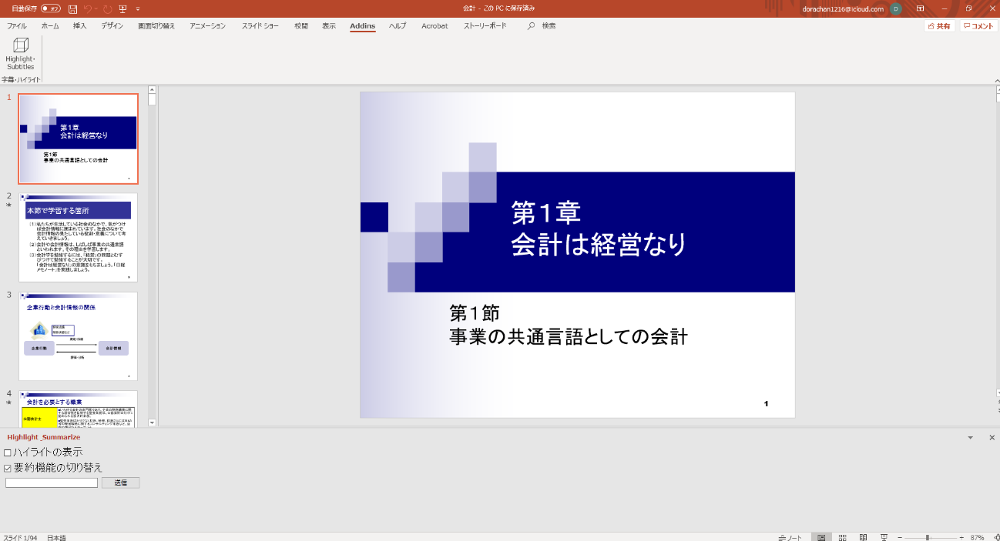 自動保存 オフ
会計 - この PC に保存済み
dorachan1216@icloud.com D
ファイル ホーム 挿入 デザイン 画面切り替え アニメーション スライド ショー 校閲 表示 Addins ヘルプ Acrobat ストーリーボード 検索
共有 コメント
Highlight・
Subtitles
字幕・ハイライト
1
第１章
会計は経営なり
第１節
事業の共通言語としての会計
2
本節で学習する箇所
(1)私たちが生活している社会のなかで、気がつけ
ば会計情報に囲まれています。社会のなかで
会計情報の果たしている役割・意義について考
えていきましょう。
(2)会計や会計情報は、しばしば事業の共通言語
といわれます。その理由を学習します。
(3)会計学を勉強するには、「経営」の問題とむす
びつけて勉強することが大切です。
「会計は経営なり」の意識をもちましょう。「日経
メモノート」を実践しましょう。
3
企業行動と会計情報の関係
企業行動
会計情報
4
会計を必要とする職業
公認会計士
第１章
会計は経営なり
第１節
事業の共通言語としての会計
1
Highlight_Summarize
ハイライトの表示
要約機能の切り替え
送信
スライド 1/94 日本語
ノート
87%